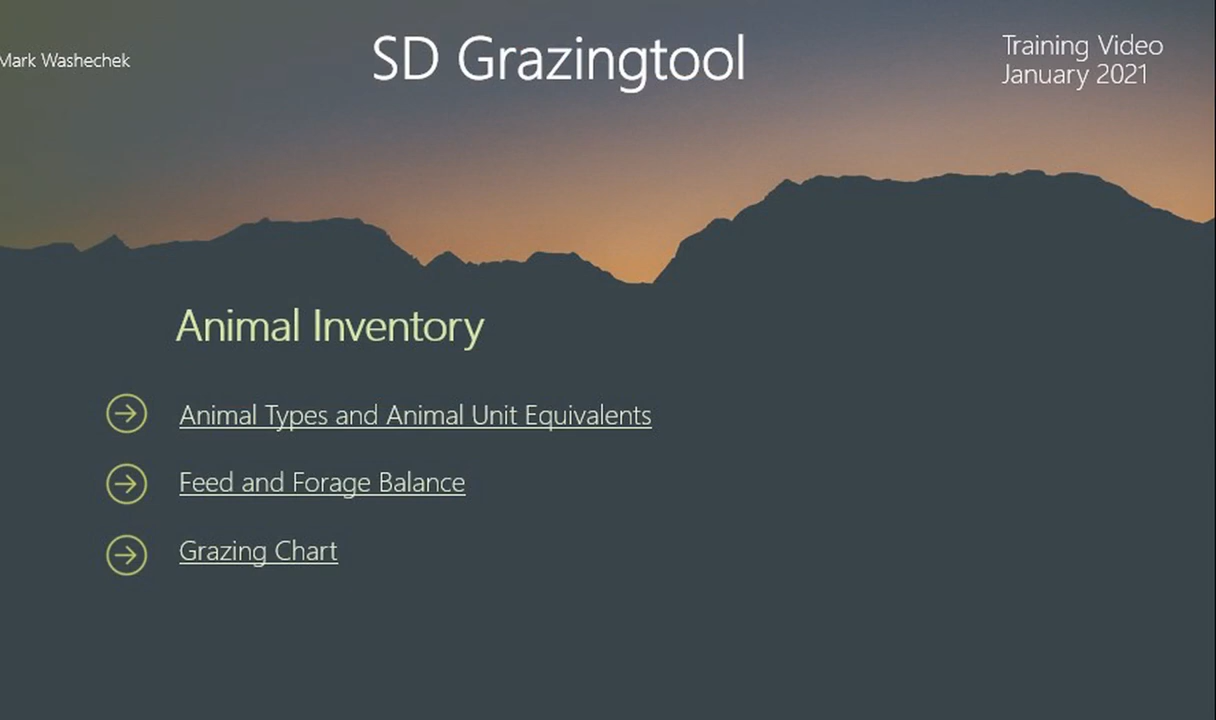 Mark Washechek
SD Grazingtool
Training Video
January 2021
Animal Inventory
Animal Types and Animal Unit Equivalents
Feed and Forage Balance
Grazing Chart